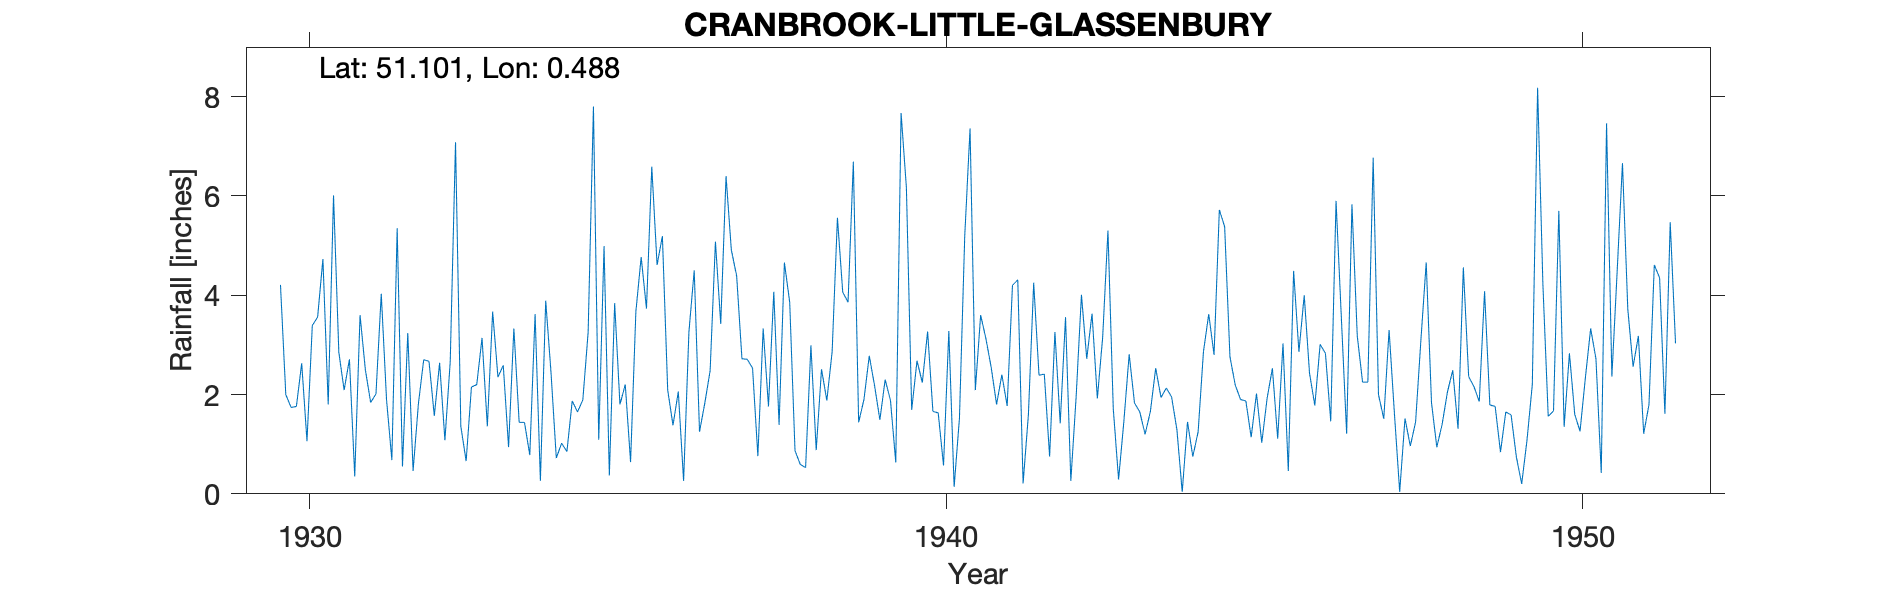 CRANBROOK-LITTLE-GLASSENBURY
Lat: 51.101, Lon: 0.488
8
6
4
2
0
Rainfall [inches]
1930 1940 1950
Year